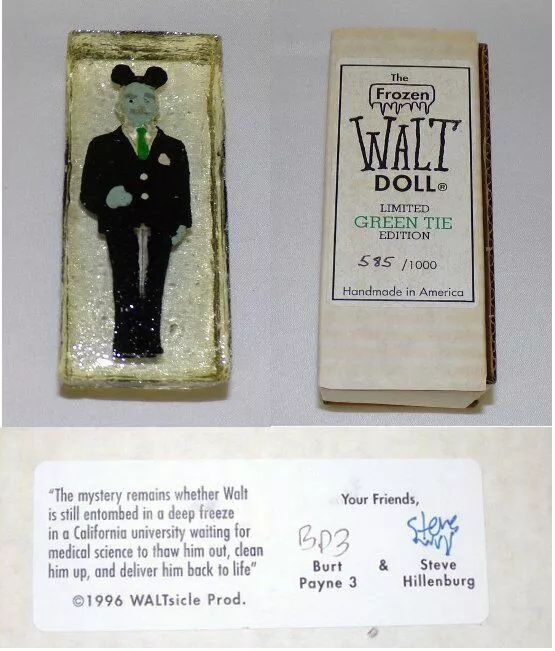 The
Frozen
WALT
DOLL®
LIMITED
GREEN TIE
EDITION
585 /1000
Handmade in America
"The mystery remains whether Walt
is still entombed in a deep freeze
in a California university waiting for
medical science to thaw him out, clean
him up, and deliver him back to life"
©1996 WALTsicle Prod.
Your Friends,
BP3
Steve
Burt & Steve
Payne 3 Hillenburg